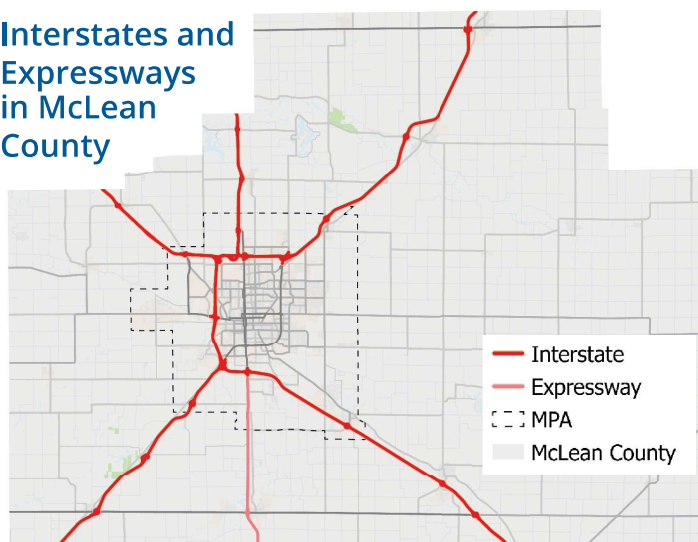 Interstates and
Expressways
in McLean
County
Interstate
Expressway
MPA
McLean County